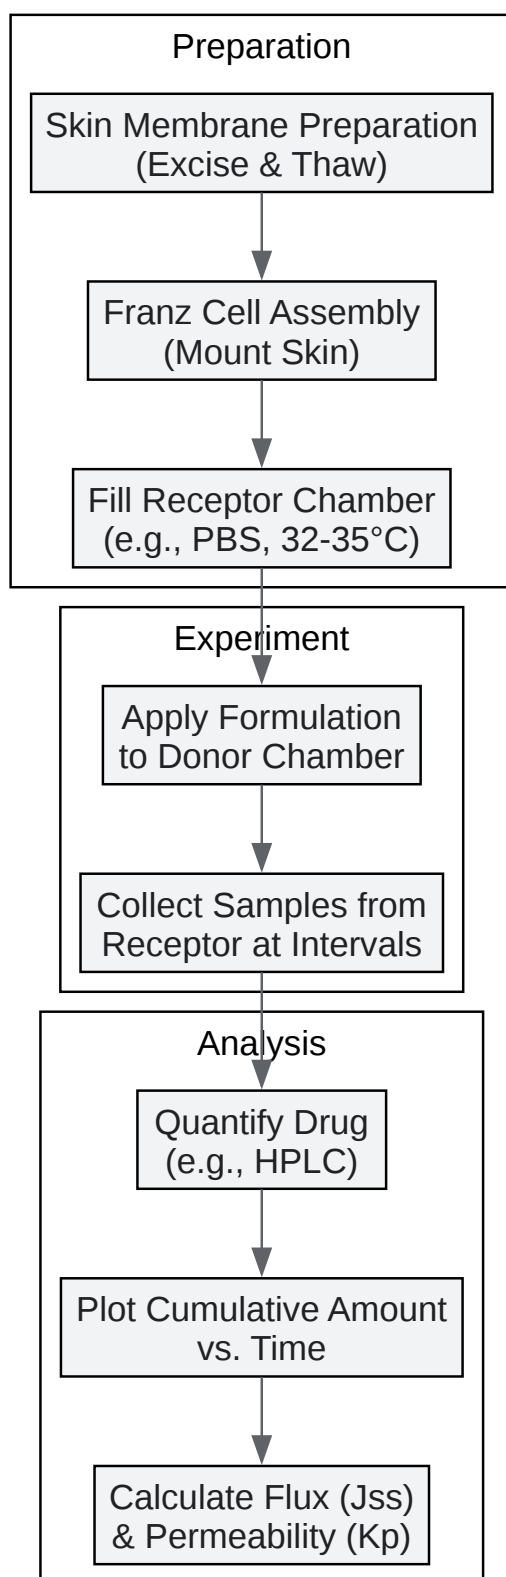 Preparation
Skin Membrane Preparation
(Excise & Thaw)
Franz Cell Assembly
(Mount Skin)
Fill Receptor Chamber
(e.g., PBS, 32-35°C)
Experiment
Apply Formulation
to Donor Chamber
Collect Samples from
Receptor at Intervals
Analysis
Quantify Drug
(e.g., HPLC)
Plot Cumulative Amount
vs. Time
Calculate Flux (Jss)
& Permeability (Kp)